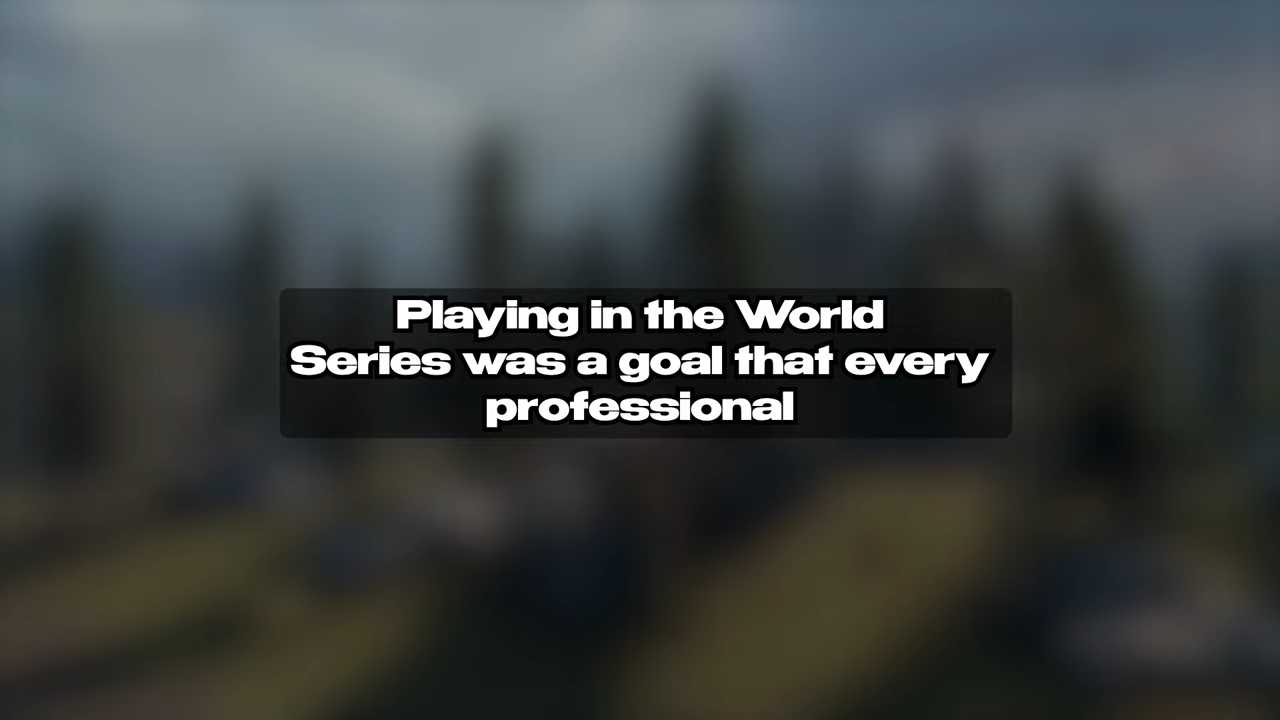 Playing in the World
Series was a goal that every
professional